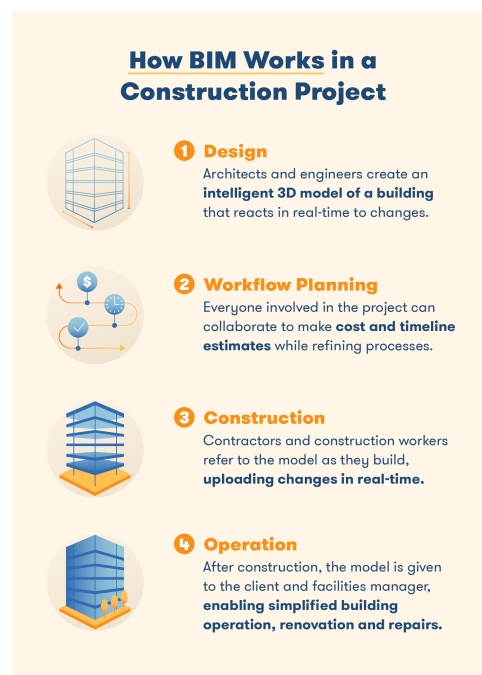 How BIM Works in a
Construction Project
1 Design
Architects and engineers create an
intelligent 3D model of a building
that reacts in real-time to changes.
$
2 Workflow Planning
Everyone involved in the project can
collaborate to make cost and timeline
estimates while refining processes.
3 Construction
Contractors and construction workers
refer to the model as they build,
uploading changes in real-time.
4 Operation
After construction, the model is given
to the client and facilities manager,
enabling simplified building
operation, renovation and repairs.